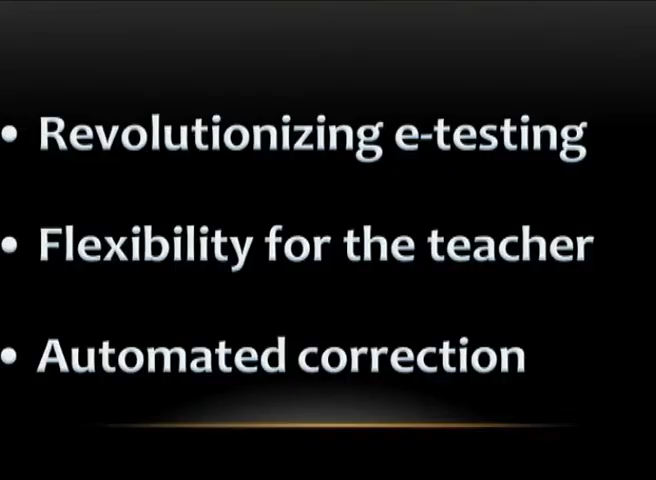 • Revolutionizing e-testing
• Flexibility for the teacher
• Automated correction